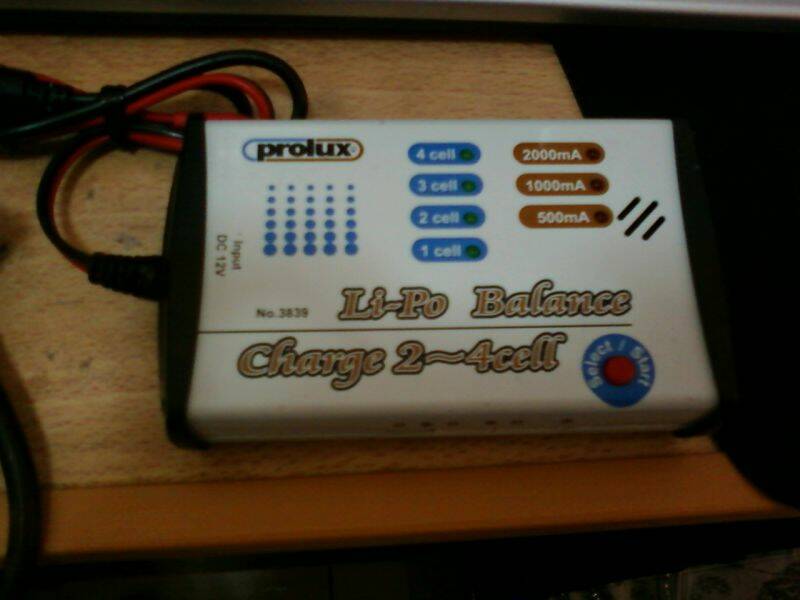 prolux
4 cell
2000mA
3 cell
1000mA
2 cell
500mA
1 cell
Input
DC 12V
No.3839
Li-Po Balance
Charge 2~4cell
Select / Start